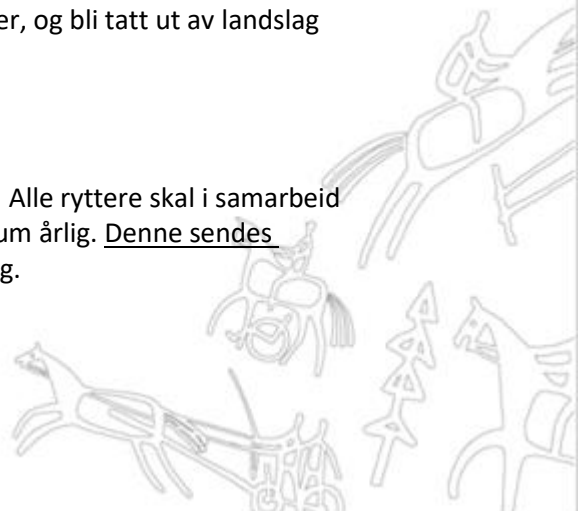 er, og bli tatt ut av landslag
Alle ryttere skal i samarbeid
um årlig. Denne sendes
g.